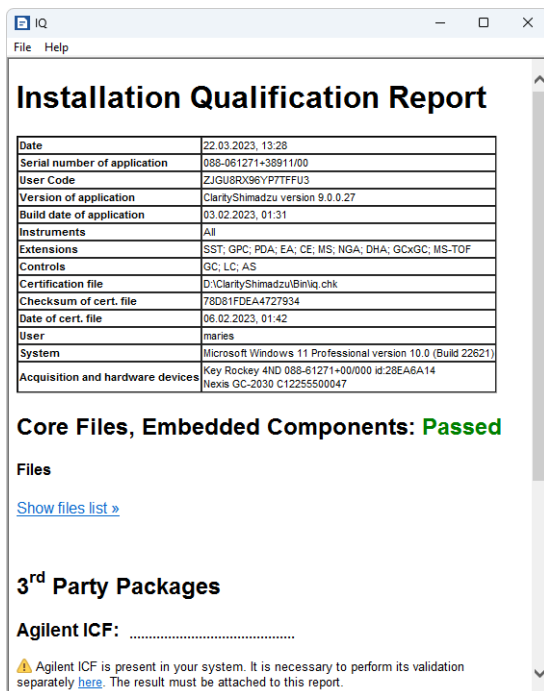 IQ
File Help
Installation Qualification Report
Date 22.03.2023, 13:28
Serial number of application 088-061271+38911/00
User Code ZJGU8RX96YP7TFFU3
Version of application ClarityShimadzu version 9.0.0.27
Build date of application 03.02.2023, 01:31
Instruments All
Extensions SST; GPC; PDA; EA; CE; MS; NGA; DHA; GCxGC; MS-TOF
Controls GC; LC; AS
Certification file D:\ClarityShimadzu\Bin\iq.chk
Checksum of cert. file 78D81FDEA4727934
Date of cert. file 06.02.2023, 01:42
User maries
System Microsoft Windows 11 Professional version 10.0 (Build 22621)
Acquisition and hardware devices Key Rockey 4ND 088-61271+00/000 id:28EA6A14
Nexis GC-2030 C12255500047
Core Files, Embedded Components: Passed
Files
Show files list »
3rd Party Packages
Agilent ICF: ............................................
Agilent ICF is present in your system. It is necessary to perform its validation
separately here. The result must be attached to this report.